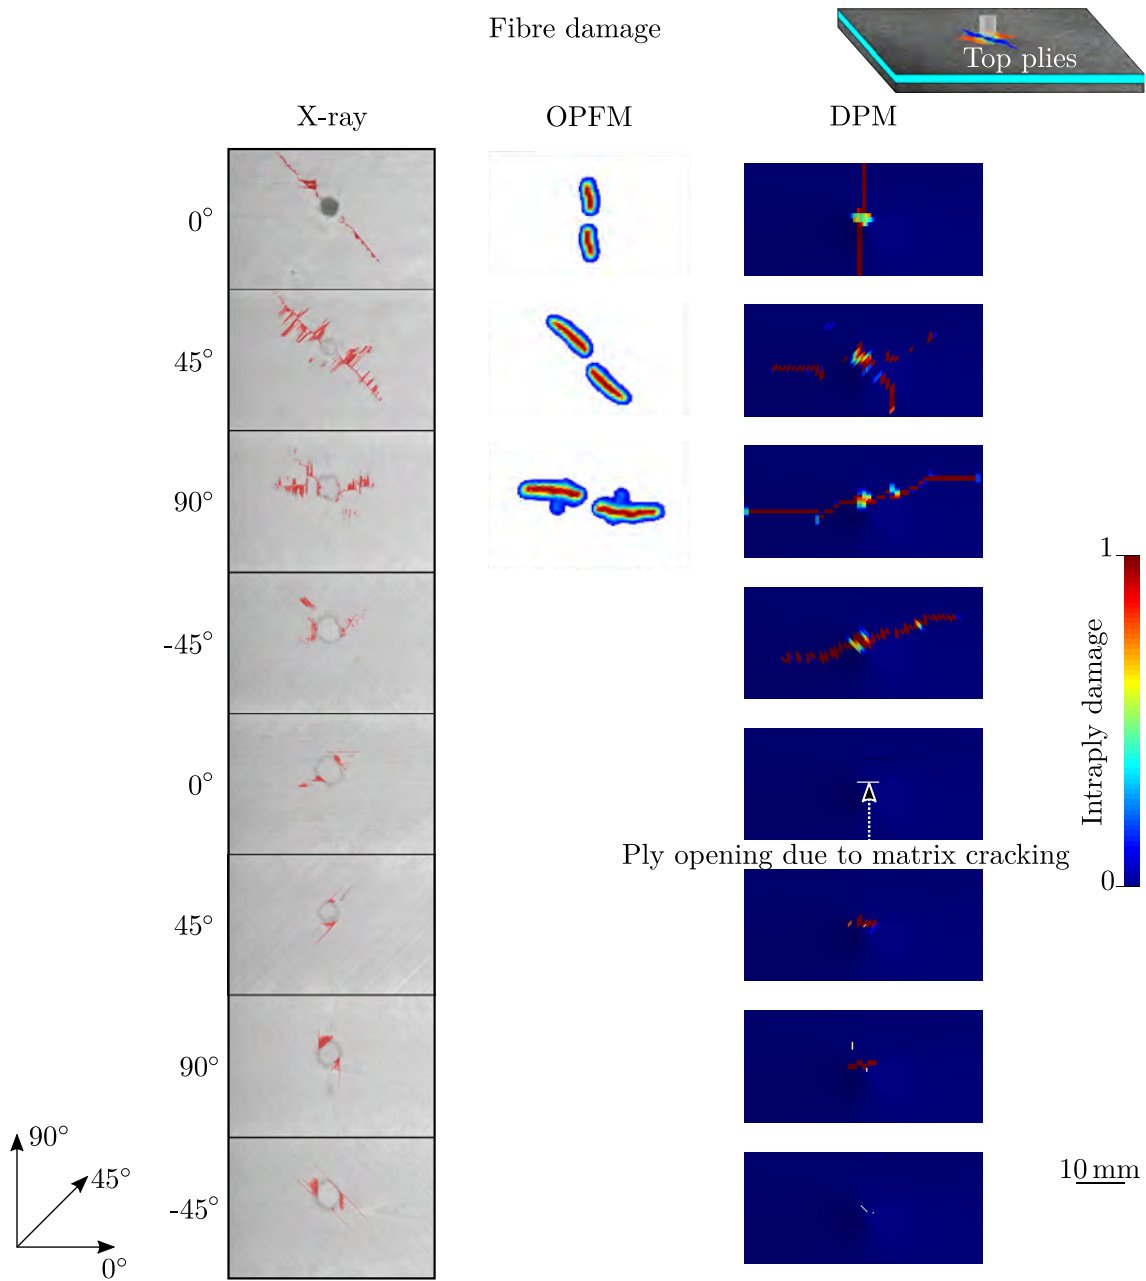 Fibre damage
Top plies
X-ray
OPFM
DPM
0°
45°
90°
-45°
0°
Ply opening due to matrix cracking
45°
90°
-45°
1
Intraply damage
0
90°
45°
0°
10 mm